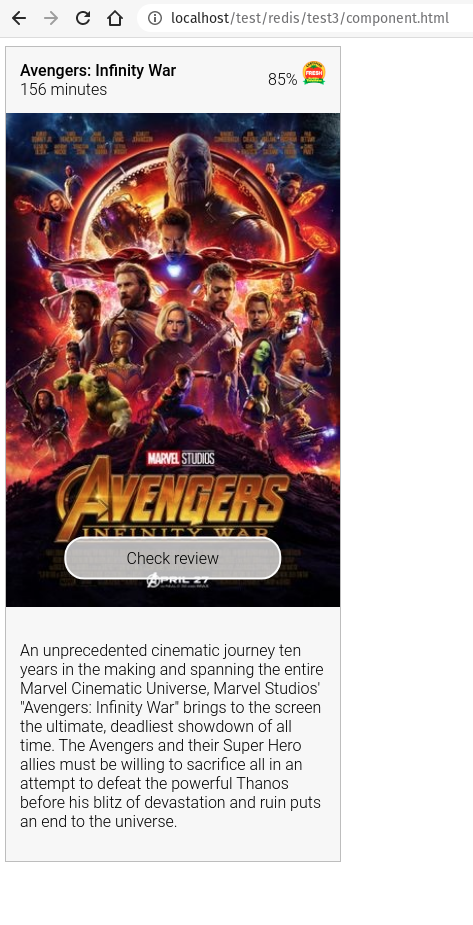 localhost/test/redis/test3/component.html
Avengers: Infinity War
156 minutes
85%
FRESH
MARVEL STUDIOS
AVENGERS
INFINITY WAR
Check review
APRIL 27
An unprecedented cinematic journey ten
years in the making and spanning the entire
Marvel Cinematic Universe, Marvel Studios'
"Avengers: Infinity War" brings to the screen
the ultimate, deadliest showdown of all
time. The Avengers and their Super Hero
allies must be willing to sacrifice all in an
attempt to defeat the powerful Thanos
before his blitz of devastation and ruin puts
an end to the universe.